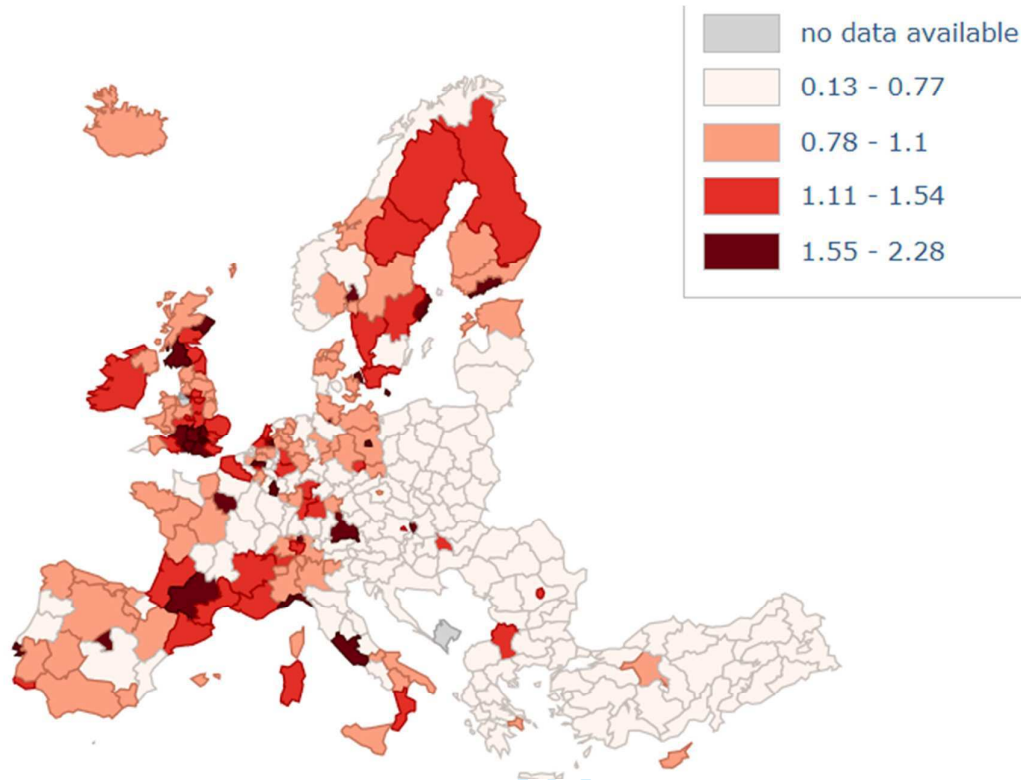 no data available
0.13 - 0.77
0.78 - 1.1
1.11 - 1.54
1.55 - 2.28